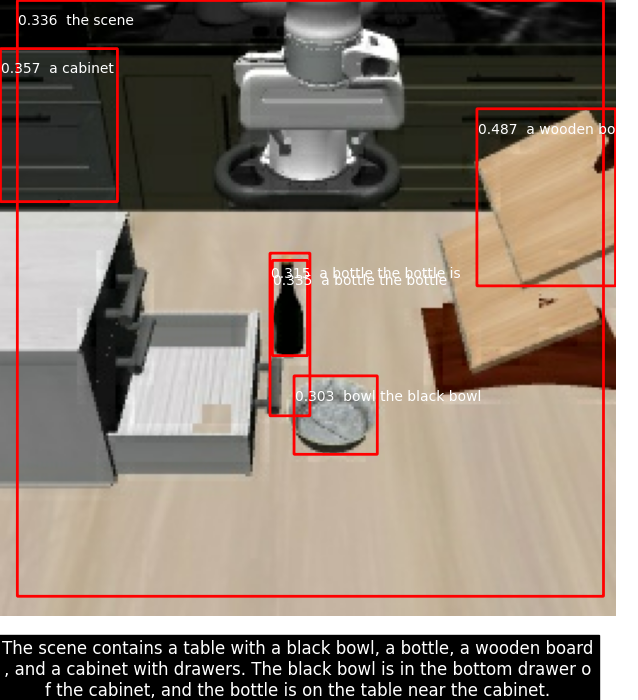 0.336  the scene
0.357  a cabinet
0.487  a wooden bo
0.315  a bottle the bottle is
0.335  a bottle the bottle
0.303  bowl the black bowl
The scene contains a table with a black bowl, a bottle, a wooden board
, and a cabinet with drawers. The black bowl is in the bottom drawer o
f the cabinet, and the bottle is on the table near the cabinet.